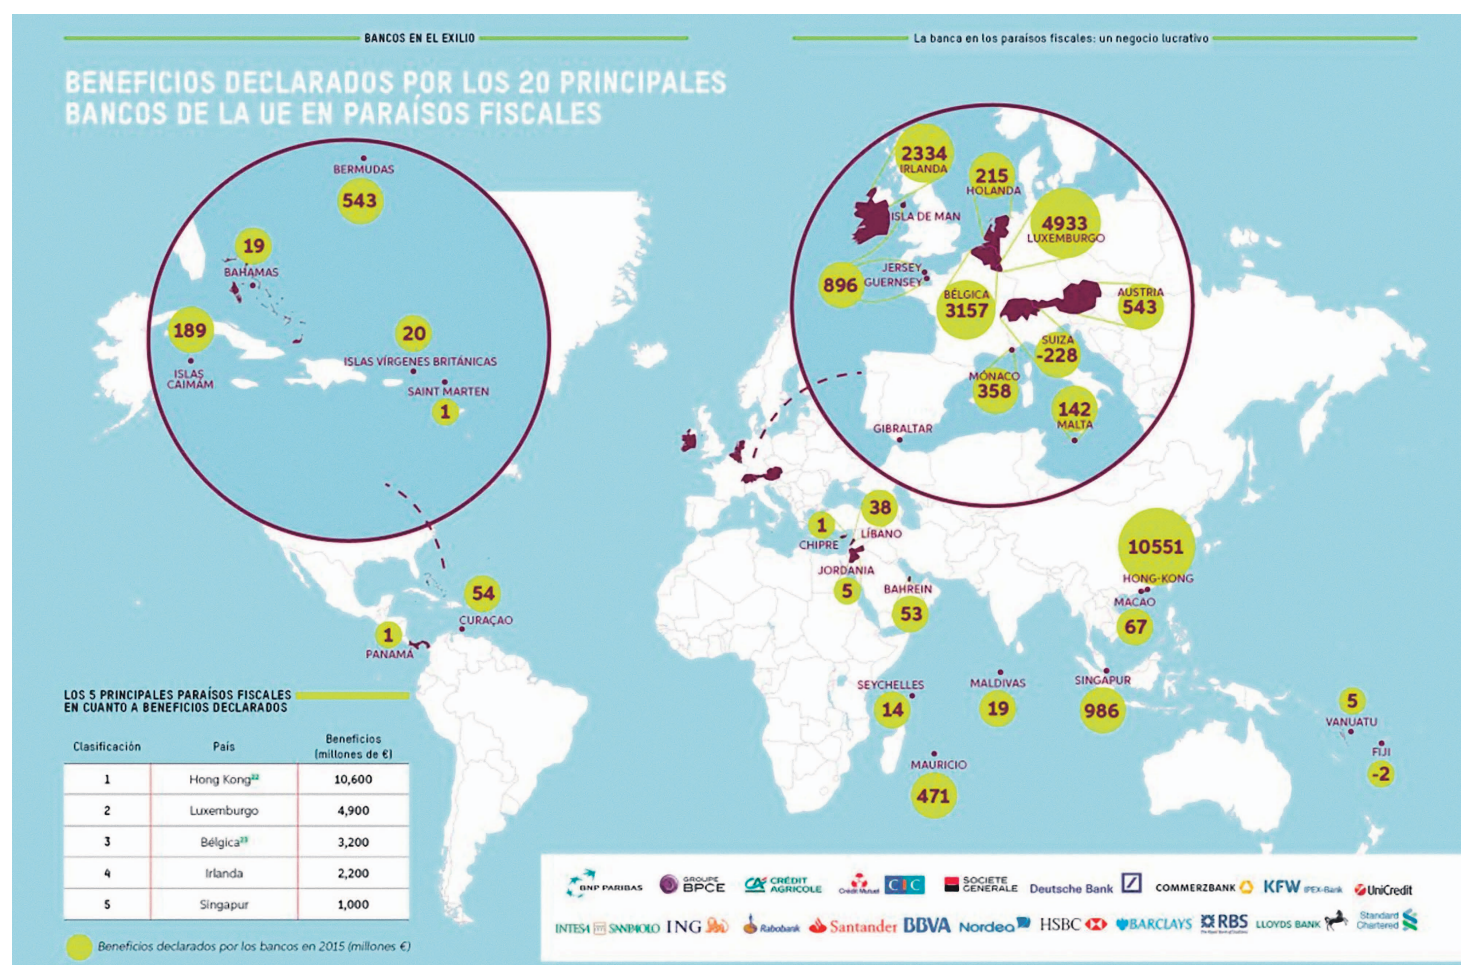 BANCOS EN EL EXILIO
La banca en los paraísos fiscales: un negocio lucrativo
BENEFICIOS DECLARADOS POR LOS 20 PRINCIPALES
BANCOS DE LA UE EN PARAÍSOS FISCALES
BERMUDAS
543
19
BAHAMAS
189
ISLAS
CAIMÁM
20
ISLAS VÍRGENES BRITÁNICAS
SAINT MARTEN
1
2334
IRLANDA
215
HOLANDA
ISLA DE MAN
4933
LUXEMBURGO
896
JERSEY
GUERNSEY
BÉLGICA
3157
AUSTRIA
543
SUIZA
-228
MÓNACO
358
142
MALTA
GIBRALTAR
38
LÍBANO
1
CHIPRE
JORDANIA
5
BAHREIN
53
10551
HONG-KONG
MACAO
67
54
CURAÇAO
1
PANAMÁ
SEYCHELLES
14
MALDIVAS
19
SINGAPUR
986
MAURICIO
471
5
VANUATU
FIJI
-2
LOS 5 PRINCIPALES PARAÍSOS FISCALES
EN CUANTO A BENEFICIOS DECLARADOS
Clasificación País Beneficios
(millones de €)
1 Hong Kong22 10,600
2 Luxemburgo 4,900
3 Bélgica23 3,200
4 Irlanda 2,200
5 Singapur 1,000
Beneficios declarados por los bancos en 2015 (millones €)
BNP PARIBAS GROUPE BPCE CRÉDIT AGRICOLE Crédit Mutuel CIC SOCIETE GENERALE Deutsche Bank COMMERZBANK KFW IPEX-Bank UniCredit
INTESA SANPAOLO ING Rabobank Santander BBVA Nordea HSBC BARCLAYS RBS LLOYDS BANK Standard Chartered